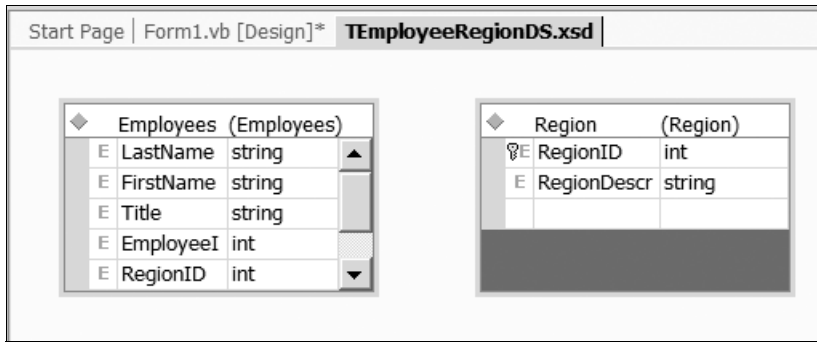 Start Page Form1.vb [Design]* TEmployeeRegionDS.xsd
Employees (Employees)
E LastName string
E FirstName string
E Title string
E EmployeeI int
E RegionID int
Region (Region)
E RegionID int
E RegionDescr string